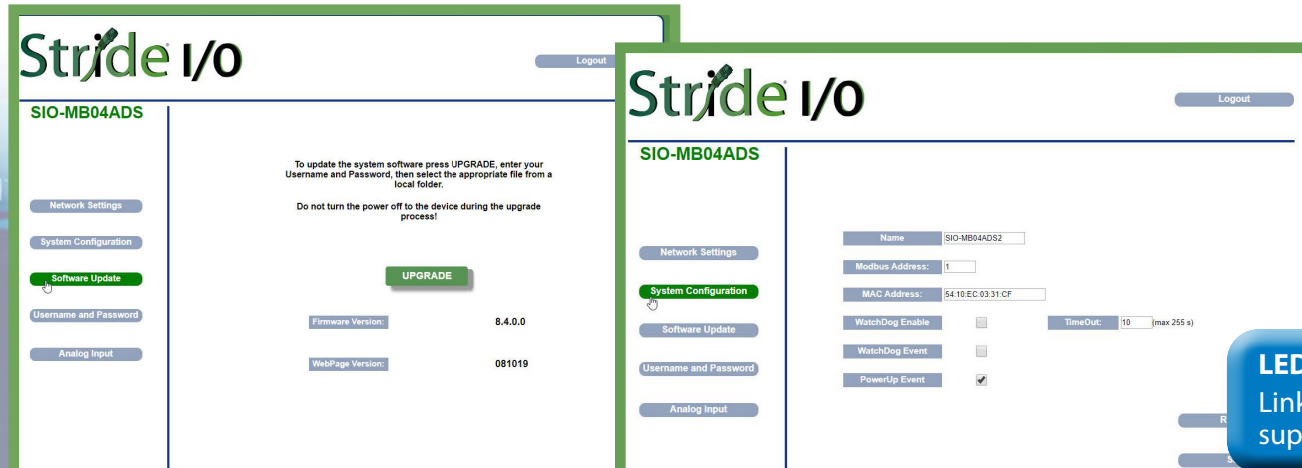 Stride I/O
Logout
SIO-MB04ADS
To update the system software press UPGRADE, enter your
Username and Password, then select the appropriate file from a
local folder.
Do not turn the power off to the device during the upgrade
process!
Network Settings
System Configuration
Software Update
Username and Password
Analog Input
UPGRADE
Firmware Version: 8.4.0.0
WebPage Version: 081019
Stride I/O
Logout
SIO-MB04ADS
Network Settings
System Configuration
Software Update
Username and Password
Analog Input
Name SIO-MB04ADS2
Modbus Address: 1
MAC Address: 54:10:EC:03:31:CF
WatchDog Enable TimeOut: 10 (max 255 s)
WatchDog Event
PowerUp Event
LED
Link
sup